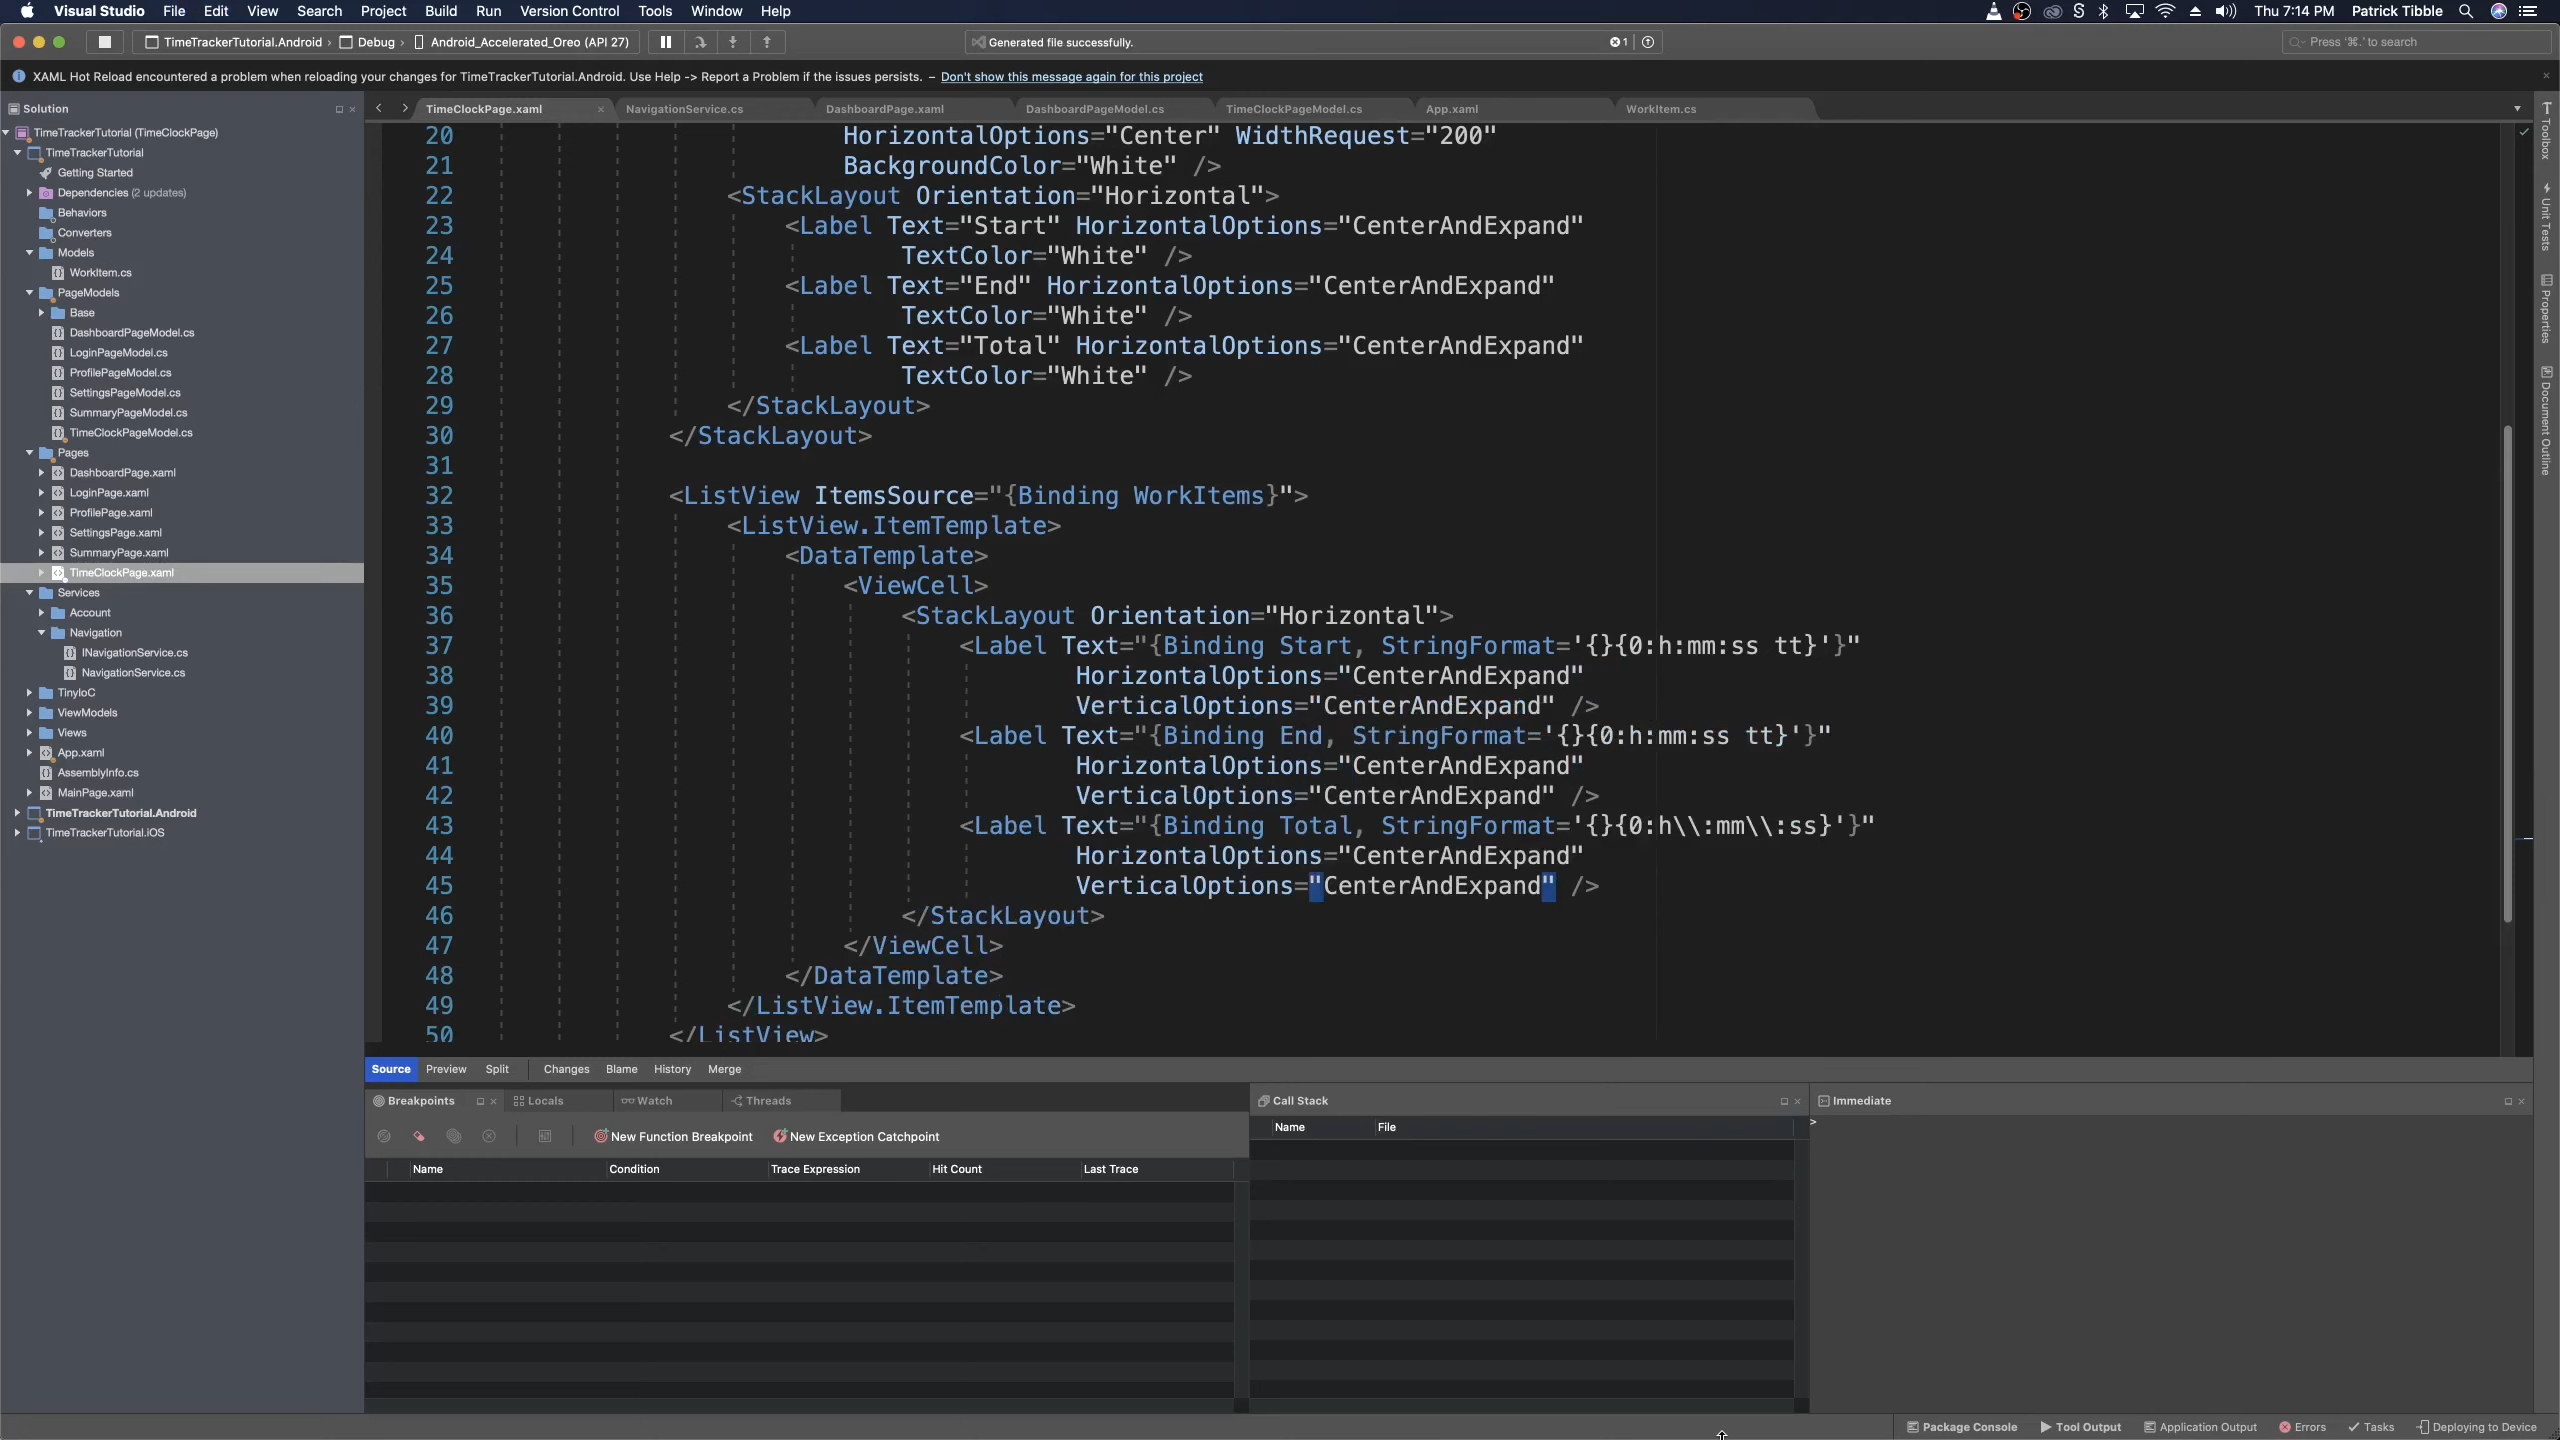 Visual Studio File Edit View Search Project Build Run Version Control Tools Window Help Thu 7:14 PM Patrick Tibble
TimeTrackerTutorial.Android › Debug › Android_Accelerated_Oreo (API 27) Generated file successfully. 1 Press '⌘.' to search
XAML Hot Reload encountered a problem when reloading your changes for TimeTrackerTutorial.Android. Use Help -> Report a Problem if the issues persists. – Don't show this message again for this project
Solution
TimeTrackerTutorial (TimeClockPage)
TimeTrackerTutorial
Getting Started
Dependencies (2 updates)
Behaviors
Converters
Models
WorkItem.cs
PageModels
Base
DashboardPageModel.cs
LoginPageModel.cs
ProfilePageModel.cs
SettingsPageModel.cs
SummaryPageModel.cs
TimeClockPageModel.cs
Pages
DashboardPage.xaml
LoginPage.xaml
ProfilePage.xaml
SettingsPage.xaml
SummaryPage.xaml
TimeClockPage.xaml
Services
Account
Navigation
INavigationService.cs
NavigationService.cs
TinyIoC
ViewModels
Views
App.xaml
AssemblyInfo.cs
MainPage.xaml
TimeTrackerTutorial.Android
TimeTrackerTutorial.iOS
TimeClockPage.xaml NavigationService.cs DashboardPage.xaml DashboardPageModel.cs TimeClockPageModel.cs App.xaml WorkItem.cs
20 HorizontalOptions="Center" WidthRequest="200"
21 BackgroundColor="White" />
22 <StackLayout Orientation="Horizontal">
23 <Label Text="Start" HorizontalOptions="CenterAndExpand"
24 TextColor="White" />
25 <Label Text="End" HorizontalOptions="CenterAndExpand"
26 TextColor="White" />
27 <Label Text="Total" HorizontalOptions="CenterAndExpand"
28 TextColor="White" />
29 </StackLayout>
30 </StackLayout>
31
32 <ListView ItemsSource="{Binding WorkItems}">
33 <ListView.ItemTemplate>
34 <DataTemplate>
35 <ViewCell>
36 <StackLayout Orientation="Horizontal">
37 <Label Text="{Binding Start, StringFormat='{}{0:h:mm:ss tt}'}"
38 HorizontalOptions="CenterAndExpand"
39 VerticalOptions="CenterAndExpand" />
40 <Label Text="{Binding End, StringFormat='{}{0:h:mm:ss tt}'}"
41 HorizontalOptions="CenterAndExpand"
42 VerticalOptions="CenterAndExpand" />
43 <Label Text="{Binding Total, StringFormat='{}{0:h\\:mm\\:ss}'}"
44 HorizontalOptions="CenterAndExpand"
45 VerticalOptions="CenterAndExpand" />
46 </StackLayout>
47 </ViewCell>
48 </DataTemplate>
49 </ListView.ItemTemplate>
50 </ListView>
Toolbox
Unit Tests
Properties
Document Outline
Source Preview Split Changes Blame History Merge
Breakpoints Locals Watch Threads
New Function Breakpoint New Exception Catchpoint
Name Condition Trace Expression Hit Count Last Trace
Call Stack
Name File
Immediate
>
Package Console Tool Output Application Output Errors Tasks Deploying to Device